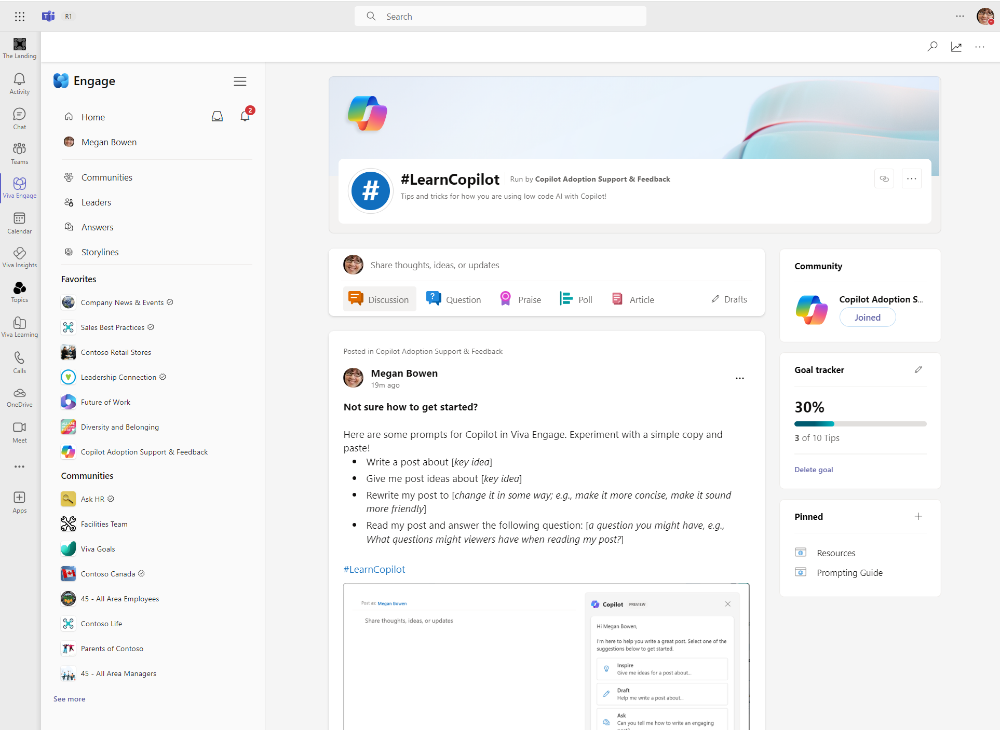 R1
Search
The Landing
Activity
Chat
Teams
Viva Engage
Calendar
Viva Insights
Topics
Viva Learning
Calls
OneDrive
Meet
Apps
Engage
Home
2
Megan Bowen
Communities
Leaders
Answers
Storylines
Favorites
Company News & Events
Sales Best Practices
Contoso Retail Stores
Leadership Connection
Future of Work
ALL ARE
WELCOME
HERE
Diversity and Belonging
Copilot Adoption Support & Feedback
Communities
Ask HR
Facilities Team
Viva Goals
Contoso Canada
45 - All Area Employees
Contoso Life
Parents of Contoso
45 - All Area Managers
See more
#
#LearnCopilot
Run by Copilot Adoption Support & Feedback
Tips and tricks for how you are using low code AI with Copilot!
Share thoughts, ideas, or updates
Discussion
Question
Praise
Poll
Article
Drafts
Posted in Copilot Adoption Support & Feedback
Megan Bowen
19m ago
Not sure how to get started?
Here are some prompts for Copilot in Viva Engage. Experiment with a simple copy and
paste!
• Write a post about [key idea]
• Give me post ideas about [key idea]
• Rewrite my post to [change it in some way; e.g., make it more concise, make it sound
more friendly]
• Read my post and answer the following question: [a question you might have, e.g.,
What questions might viewers have when reading my post?]
#LearnCopilot
Post as: Megan Bowen
Share thoughts, ideas, or updates
Copilot PREVIEW
Hi Megan Bowen,
I'm here to help you write a great post. Select one of the
suggestions below to get started.
Inspire
Give me ideas for a post about...
Draft
Help me write a post about...
Ask
Can you tell me how to write an engaging
Community
Copilot Adoption S...
Joined
Goal tracker
30%
3 of 10 Tips
Delete goal
Pinned
Resources
Prompting Guide